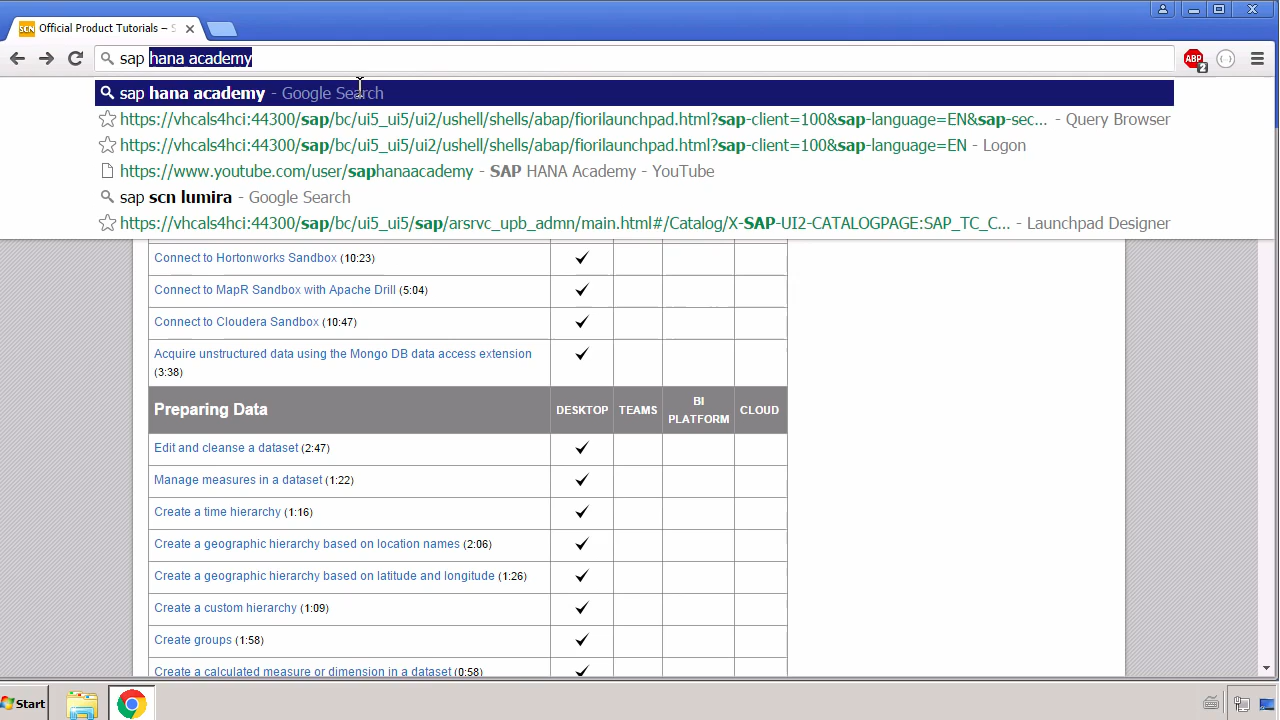 SCN Official Product Tutorials – S
sap hana academy
ABP 2
sap hana academy - Google Search
https://vhcals4hci:44300/sap/bc/ui5_ui5/ui2/ushell/shells/abap/fiorilaunchpad.html?sap-client=100&sap-language=EN&sap-sec... - Query Browser
https://vhcals4hci:44300/sap/bc/ui5_ui5/ui2/ushell/shells/abap/fiorilaunchpad.html?sap-client=100&sap-language=EN - Logon
https://www.youtube.com/user/saphanaacademy - SAP HANA Academy - YouTube
sap scn lumira - Google Search
https://vhcals4hci:44300/sap/bc/ui5_ui5/sap/arsrvc_upb_admn/main.html#/Catalog/X-SAP-UI2-CATALOGPAGE:SAP_TC_C... - Launchpad Designer
Connect to Hortonworks Sandbox (10:23)
Connect to MapR Sandbox with Apache Drill (5:04)
Connect to Cloudera Sandbox (10:47)
Acquire unstructured data using the Mongo DB data access extension
(3:38)
Preparing Data DESKTOP TEAMS BI PLATFORM CLOUD
Edit and cleanse a dataset (2:47)
Manage measures in a dataset (1:22)
Create a time hierarchy (1:16)
Create a geographic hierarchy based on location names (2:06)
Create a geographic hierarchy based on latitude and longitude (1:26)
Create a custom hierarchy (1:09)
Create groups (1:58)
Create a calculated measure or dimension in a dataset (0:58)
Start